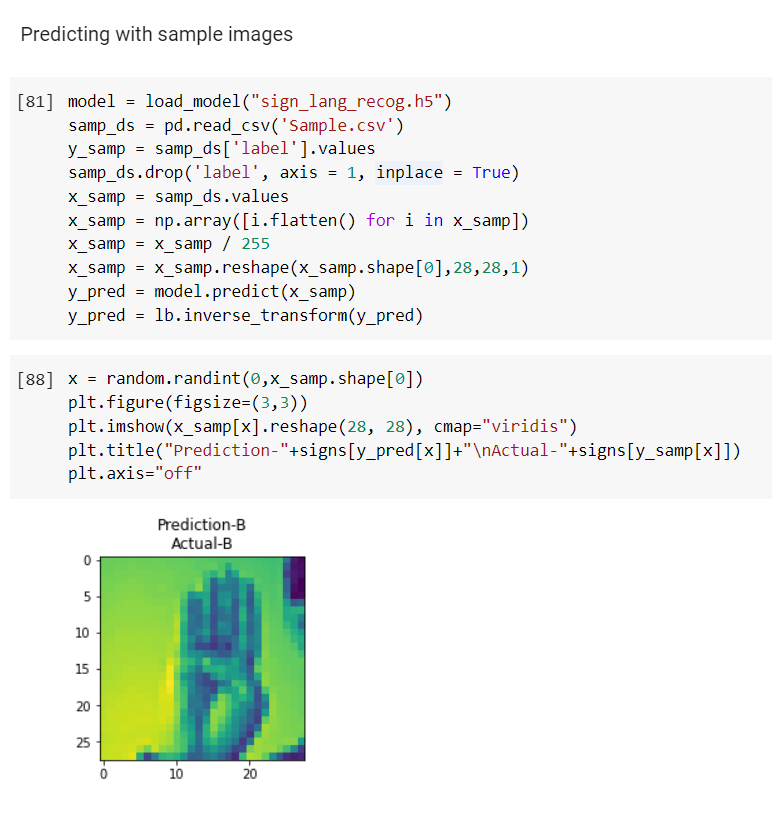 Predicting with sample images
[81] model = load_model("sign_lang_recog.h5")
samp_ds = pd.read_csv('Sample.csv')
y_samp = samp_ds['label'].values
samp_ds.drop('label', axis = 1, inplace = True)
x_samp = samp_ds.values
x_samp = np.array([i.flatten() for i in x_samp])
x_samp = x_samp / 255
x_samp = x_samp.reshape(x_samp.shape[0],28,28,1)
y_pred = model.predict(x_samp)
y_pred = lb.inverse_transform(y_pred)
[88] x = random.randint(0,x_samp.shape[0])
plt.figure(figsize=(3,3))
plt.imshow(x_samp[x].reshape(28, 28), cmap="viridis")
plt.title("Prediction-"+signs[y_pred[x]]+"\nActual-"+signs[y_samp[x]])
plt.axis="off"
Prediction-B
Actual-B
0
5
10
15
20
25
0 10 20